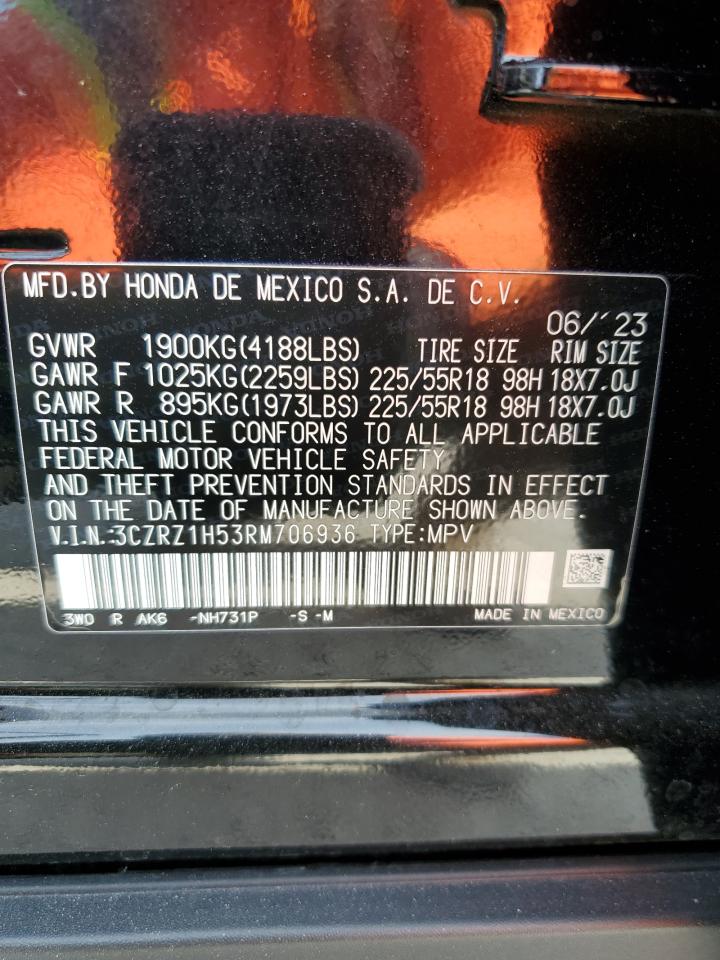 MFD.BY HONDA DE MEXICO S.A. DE C.V.
06/'23
GVWR 1900KG(4188LBS) TIRE SIZE RIM SIZE
GAWR F 1025KG(2259LBS) 225/55R18 98H 18X7.0J
GAWR R 895KG(1973LBS) 225/55R18 98H 18X7.0J
THIS VEHICLE CONFORMS TO ALL APPLICABLE
FEDERAL MOTOR VEHICLE SAFETY
AND THEFT PREVENTION STANDARDS IN EFFECT
ON THE DATE OF MANUFACTURE SHOWN ABOVE.
V.I.N.:3CZRZ1H53RM706936 TYPE:MPV
3W0 R AK6 -NH731P -S -M MADE IN MEXICO